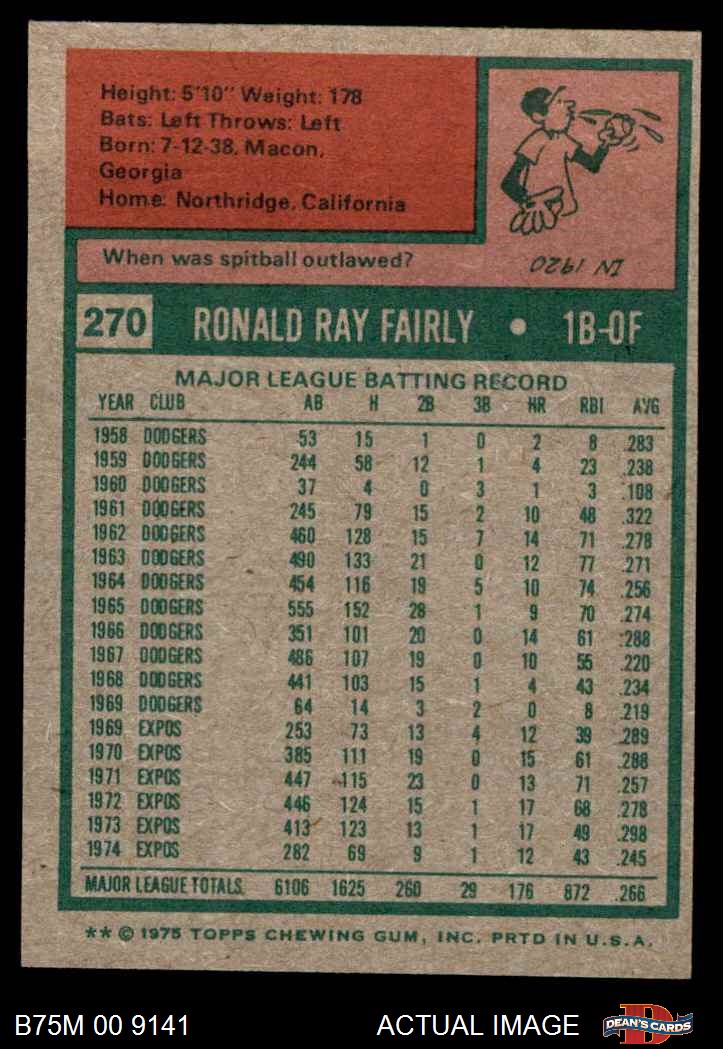 Height: 5'10" Weight: 178
Bats: Left Throws: Left
Born: 7-12-38, Macon,
Georgia
Home: Northridge, California
When was spitball outlawed?
IN 1920
270 RONALD RAY FAIRLY • 1B-OF
MAJOR LEAGUE BATTING RECORD
YEAR CLUB AB H 2B 3B HR RBI AVG
1958 DODGERS 53 15 1 0 2 8 .283
1959 DODGERS 244 58 12 1 4 23 .238
1960 DODGERS 37 4 0 3 1 3 .108
1961 DODGERS 245 79 15 2 10 48 .322
1962 DODGERS 460 128 15 7 14 71 .278
1963 DODGERS 490 133 21 0 12 77 .271
1964 DODGERS 454 116 19 5 10 74 .256
1965 DODGERS 555 152 28 1 9 70 .274
1966 DODGERS 351 101 20 0 14 61 .288
1967 DODGERS 486 107 19 0 10 55 .220
1968 DODGERS 441 103 15 1 4 43 .234
1969 DODGERS 64 14 3 2 0 8 .219
1969 EXPOS 253 73 13 4 12 39 .289
1970 EXPOS 385 111 19 0 15 61 .288
1971 EXPOS 447 115 23 0 13 71 .257
1972 EXPOS 446 124 15 1 17 68 .278
1973 EXPOS 413 123 13 1 17 49 .298
1974 EXPOS 282 69 9 1 12 43 .245
MAJOR LEAGUE TOTALS 6106 1625 260 29 176 872 .266
** © 1975 TOPPS CHEWING GUM, INC. PRTD IN U.S.A.
B75M 00 9141 ACTUAL IMAGE DEAN'S CARDS